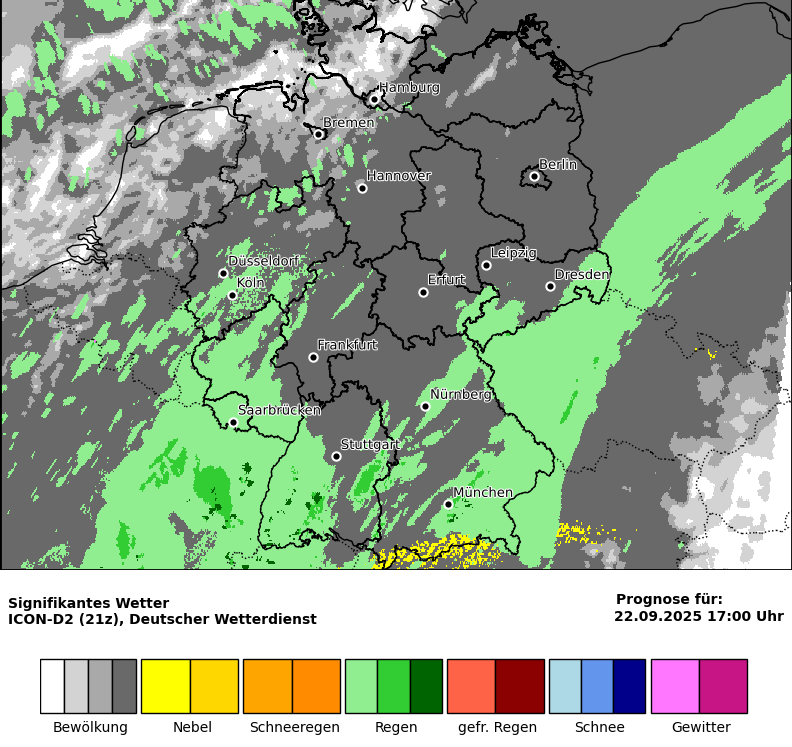 Hamburg
Bremen
Berlin
Hannover
Leipzig
Düsseldorf
Dresden
Köln
Erfurt
Frankfurt
Nürnberg
Saarbrücken
Stuttgart
München
Signifikantes Wetter
ICON-D2 (21z), Deutscher Wetterdienst
Prognose für:
22.09.2025 17:00 Uhr
Bewölkung Nebel Schneeregen Regen gefr. Regen Schnee Gewitter